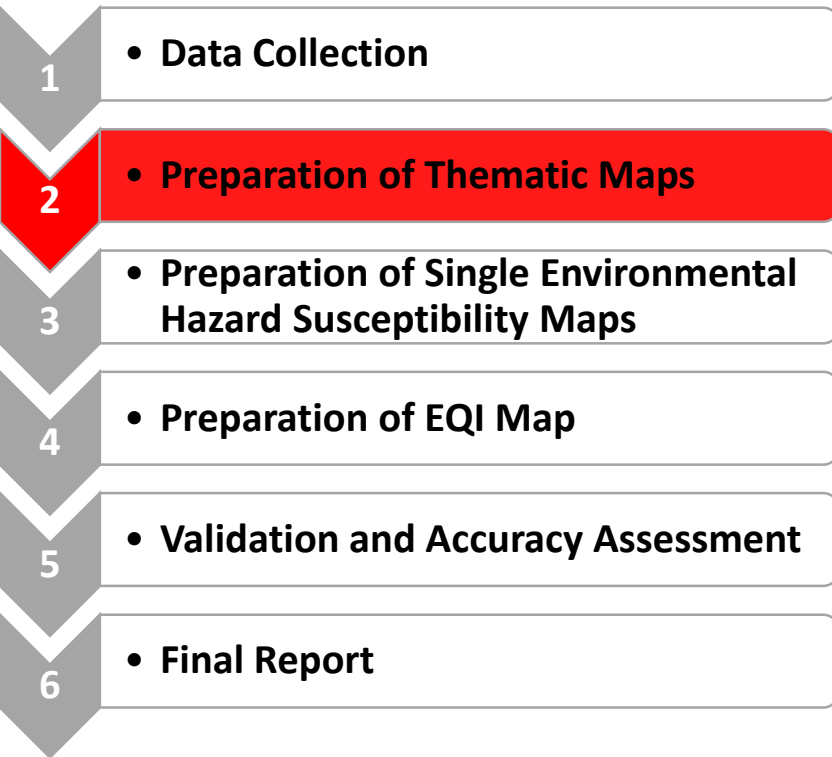 1
• Data Collection
2
• Preparation of Thematic Maps
3
• Preparation of Single Environmental
Hazard Susceptibility Maps
4
• Preparation of EQI Map
5
• Validation and Accuracy Assessment
6
• Final Report